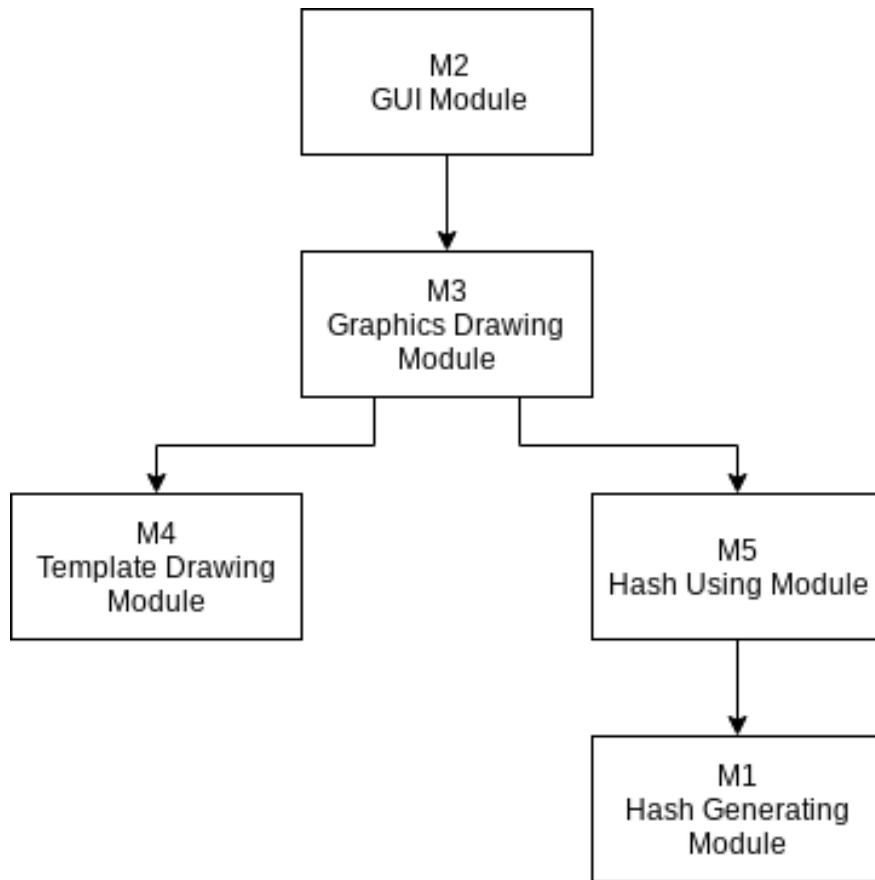 M2
GUI Module
M3
Graphics Drawing
Module
M4
Template Drawing
Module
M5
Hash Using Module
M1
Hash Generating
Module